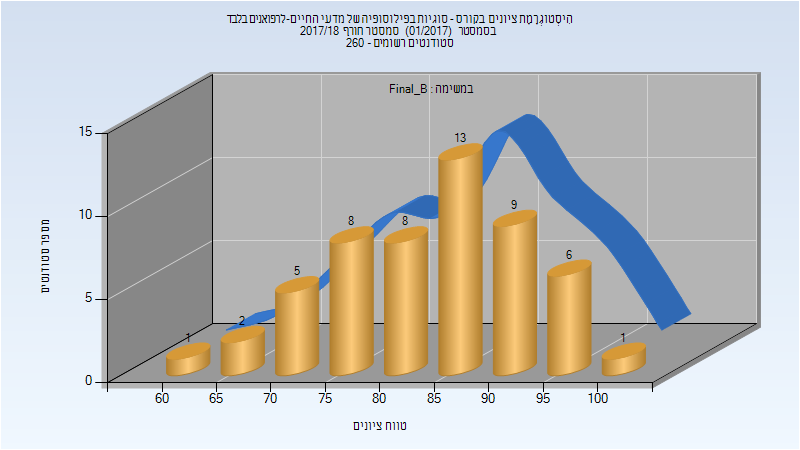 היסטוגרמת ציונים בקורס - סוגיות בפילוסופיה של מדעי החיים-לרפואנים בלבד
בסמסטר (01/2017) סמסטר חורף 2017/18
סטודנטים רשומים - 260
במשימה : Final_B
מספר סטודנטים
15
10
5
0
1
2
5
8
8
13
9
6
1
60 65 70 75 80 85 90 95 100
טווח ציונים